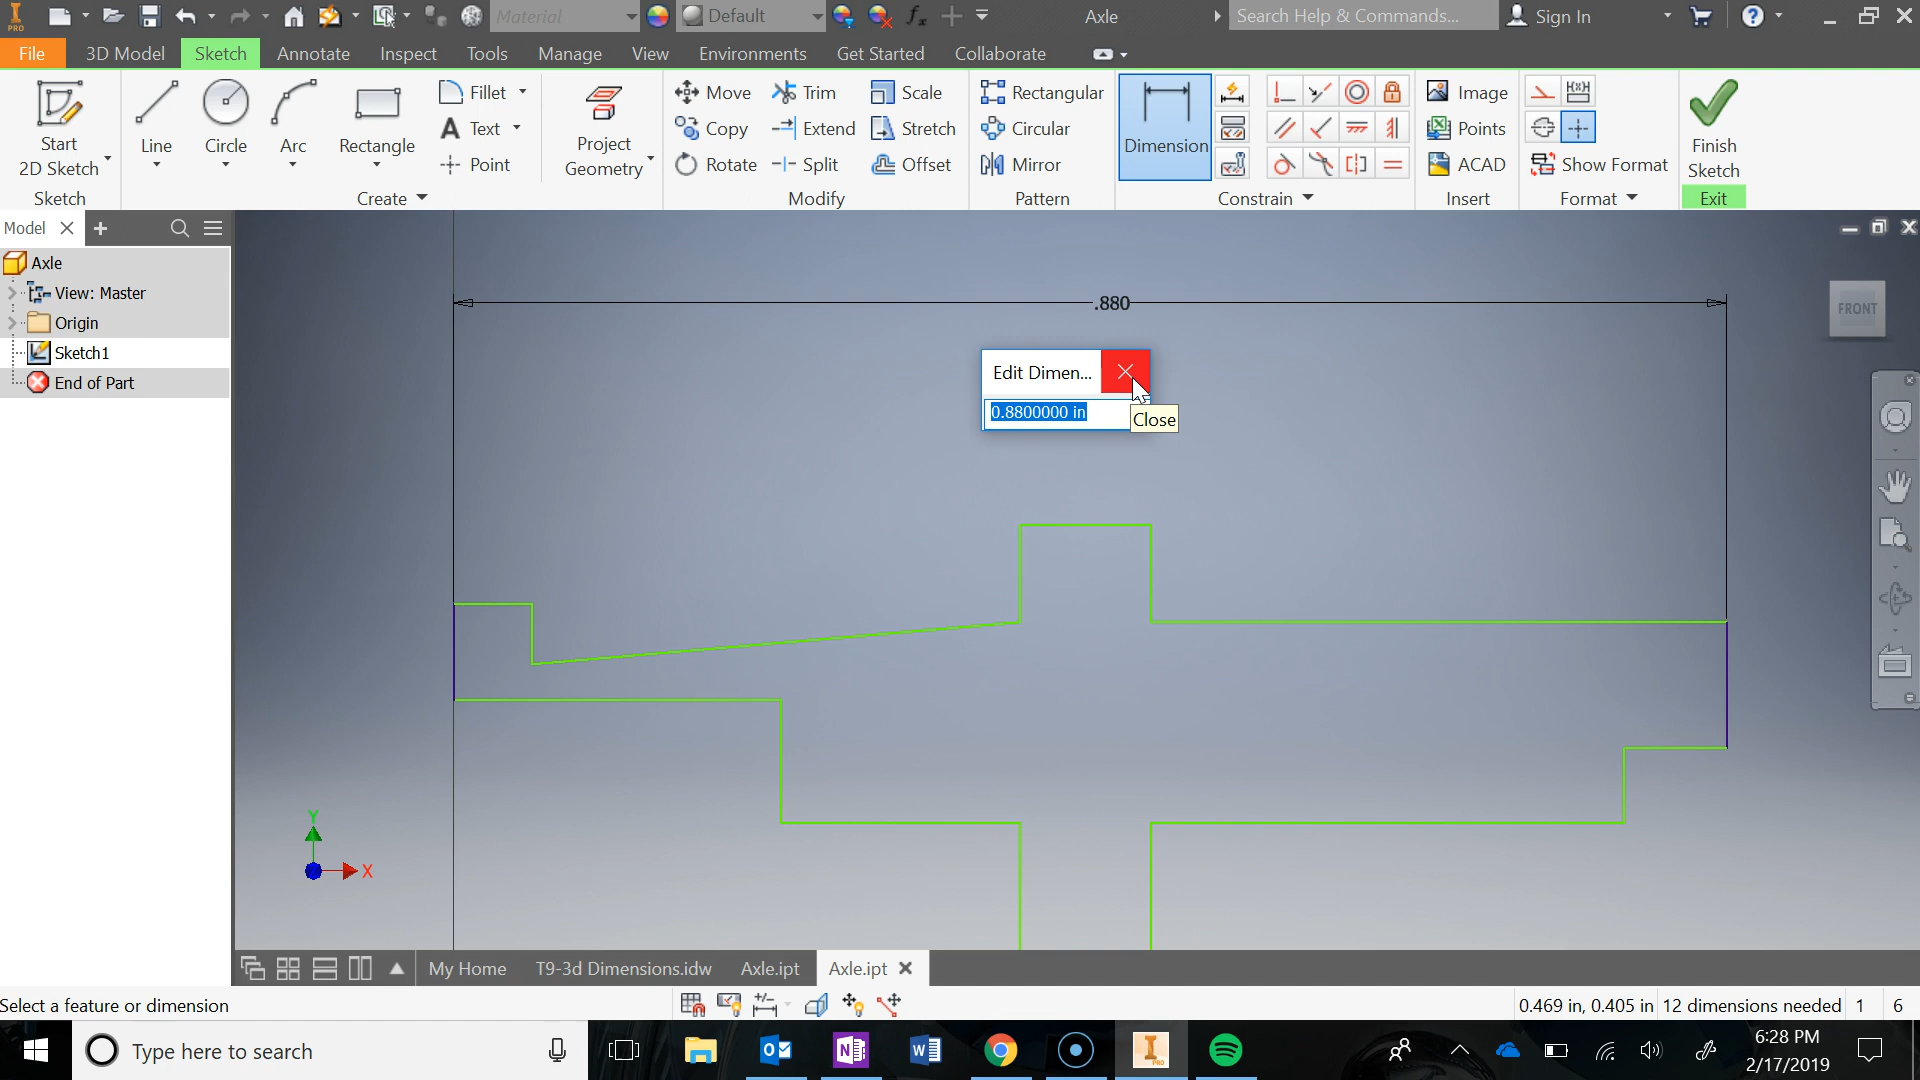 PRO
Material
Default
fx
Axle
Search Help & Commands...
Sign In
File
3D Model
Sketch
Annotate
Inspect
Tools
Manage
View
Environments
Get Started
Collaborate
Start
2D Sketch
Line
Circle
Arc
Rectangle
Fillet
Text
Point
Project
Geometry
Move
Copy
Rotate
Trim
Extend
Split
Scale
Stretch
Offset
Rectangular
Circular
Mirror
Dimension
Image
Points
ACAD
Show Format
Finish
Sketch
Sketch
Create
Modify
Pattern
Constrain
Insert
Format
Exit
Model
Axle
View: Master
Origin
Sketch1
End of Part
.880
FRONT
Edit Dimen...
0.8800000 in
Close
Y
X
My Home
T9-3d Dimensions.idw
Axle.ipt
Axle.ipt
Select a feature or dimension
0.469 in, 0.405 in
12 dimensions needed
1
6
Type here to search
6:28 PM
2/17/2019